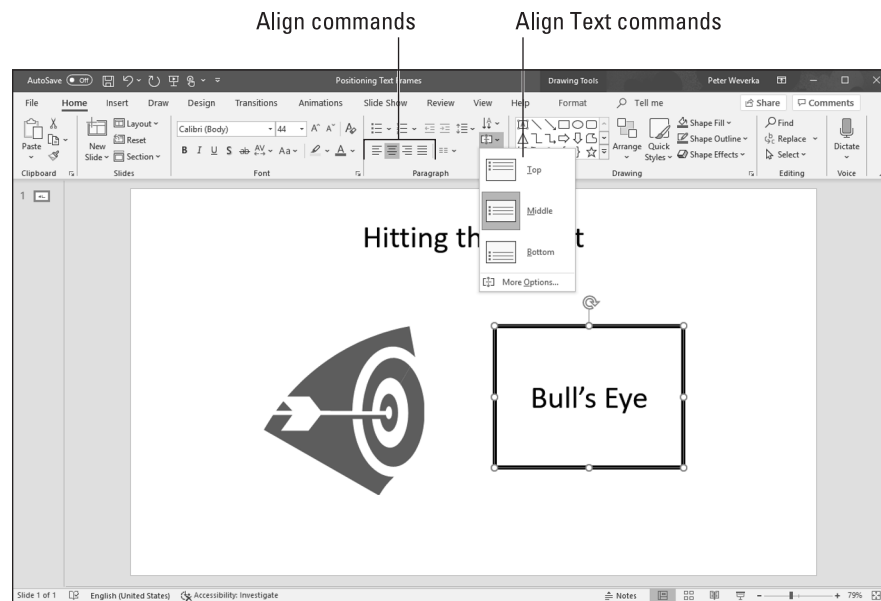 Align commands Align Text commands
AutoSave Off Positioning Text Frames Drawing Tools Peter Weverka
File Home Insert Draw Design Transitions Animations Slide Show Review View Help Format Tell me Share Comments
Layout Calibri (Body) 44 A^ A˅ Shape Fill Find
Paste New Slide Reset Shape Outline Replace
Section B I U S ab AV Aa A Arrange Quick Styles Shape Effects Select Dictate
Clipboard Slides Font Paragraph Drawing Editing Voice
1
Top
Middle
Bottom
More Options...
Hitting th t
Bull's Eye
Slide 1 of 1 English (United States) Accessibility: Investigate Notes 79%